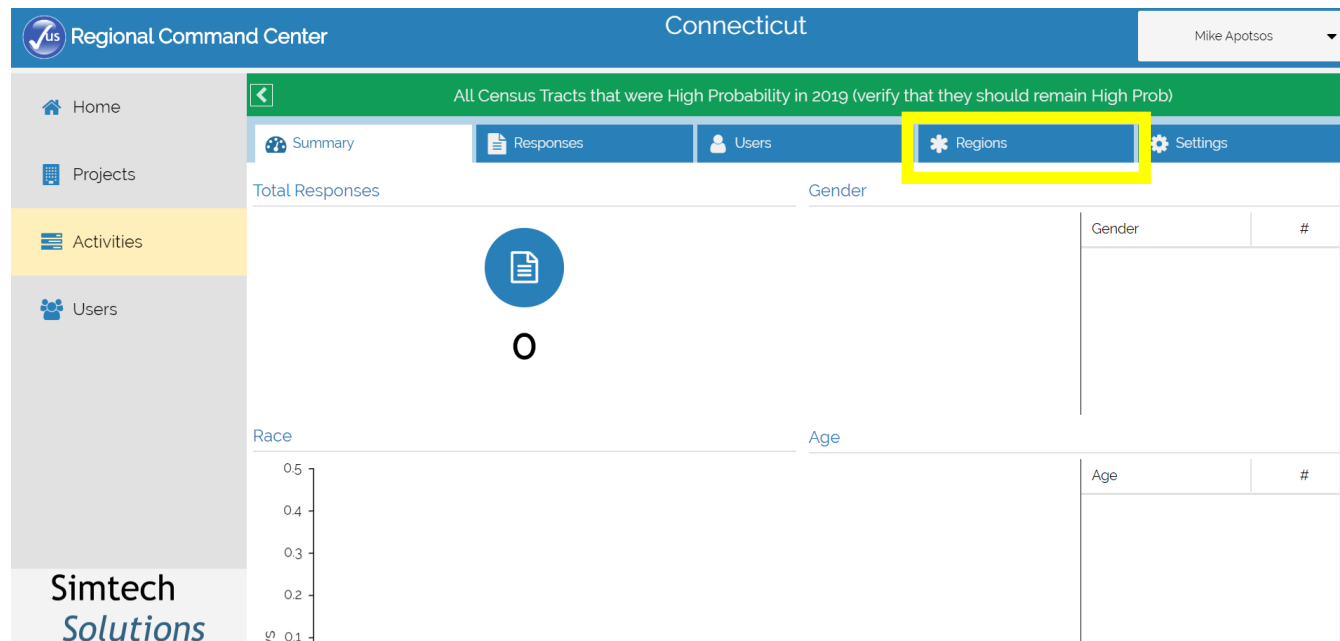 us Regional Command Center
Connecticut
Mike Apotsos
Home
Projects
Activities
Users
All Census Tracts that were High Probability in 2019 (verify that they should remain High Prob)
Summary
Responses
Users
Regions
Settings
Total Responses
0
Gender
Gender #
Race
0.5
0.4
0.3
0.2
0.1
Age
Age #
Simtech
Solutions